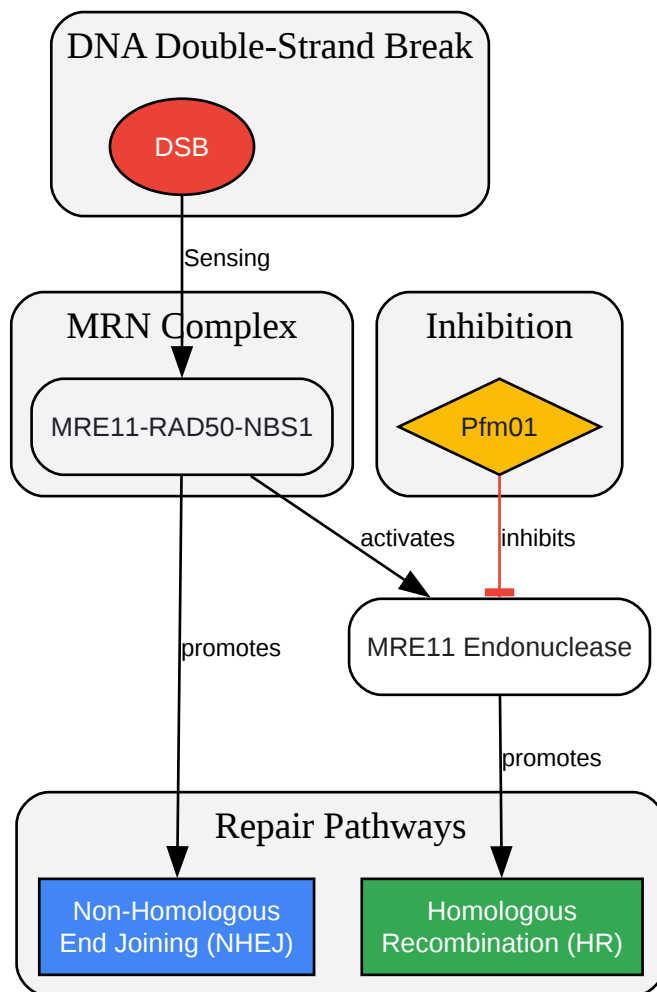 DNA Double-Strand Break
DSB
Sensing
MRN Complex
Inhibition
MRE11-RAD50-NBS1
Pfm01
activates
inhibits
MRE11 Endonuclease
promotes
promotes
Repair Pathways
Non-Homologous
End Joining (NHEJ)
Homologous
Recombination (HR)